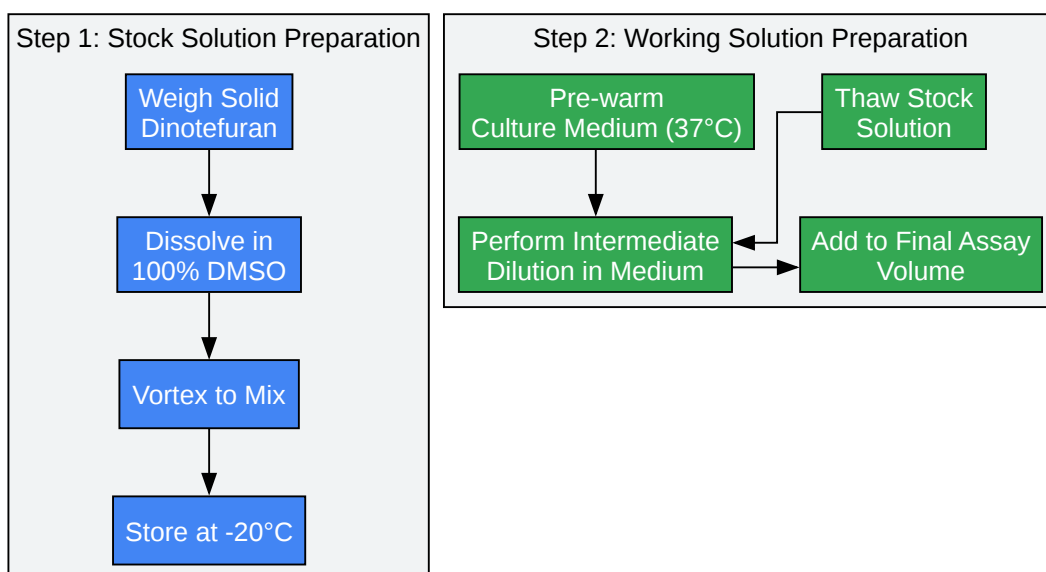 Step 1: Stock Solution Preparation
Weigh Solid
Dinotefuran
Dissolve in
100% DMSO
Vortex to Mix
Store at -20°C
Step 2: Working Solution Preparation
Pre-warm
Culture Medium (37°C)
Thaw Stock
Solution
Perform Intermediate
Dilution in Medium
Add to Final Assay
Volume